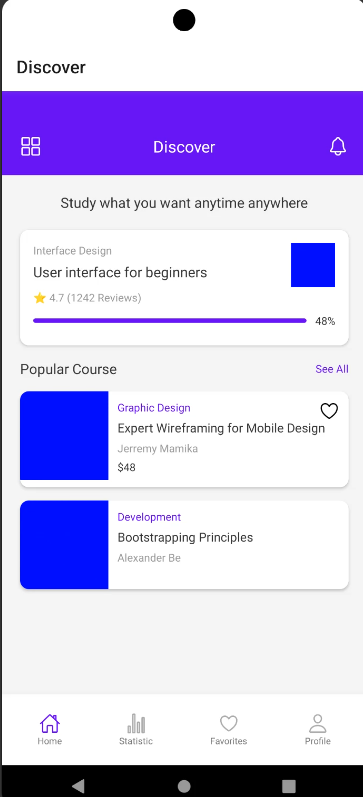 Discover
Discover
Study what you want anytime anywhere
Interface Design
User interface for beginners
⭐ 4.7 (1242 Reviews)
48%
Popular Course
See All
Graphic Design
Expert Wireframing for Mobile Design
Jerremy Mamika
$48
Development
Bootstrapping Principles
Alexander Be
Home
Statistic
Favorites
Profile